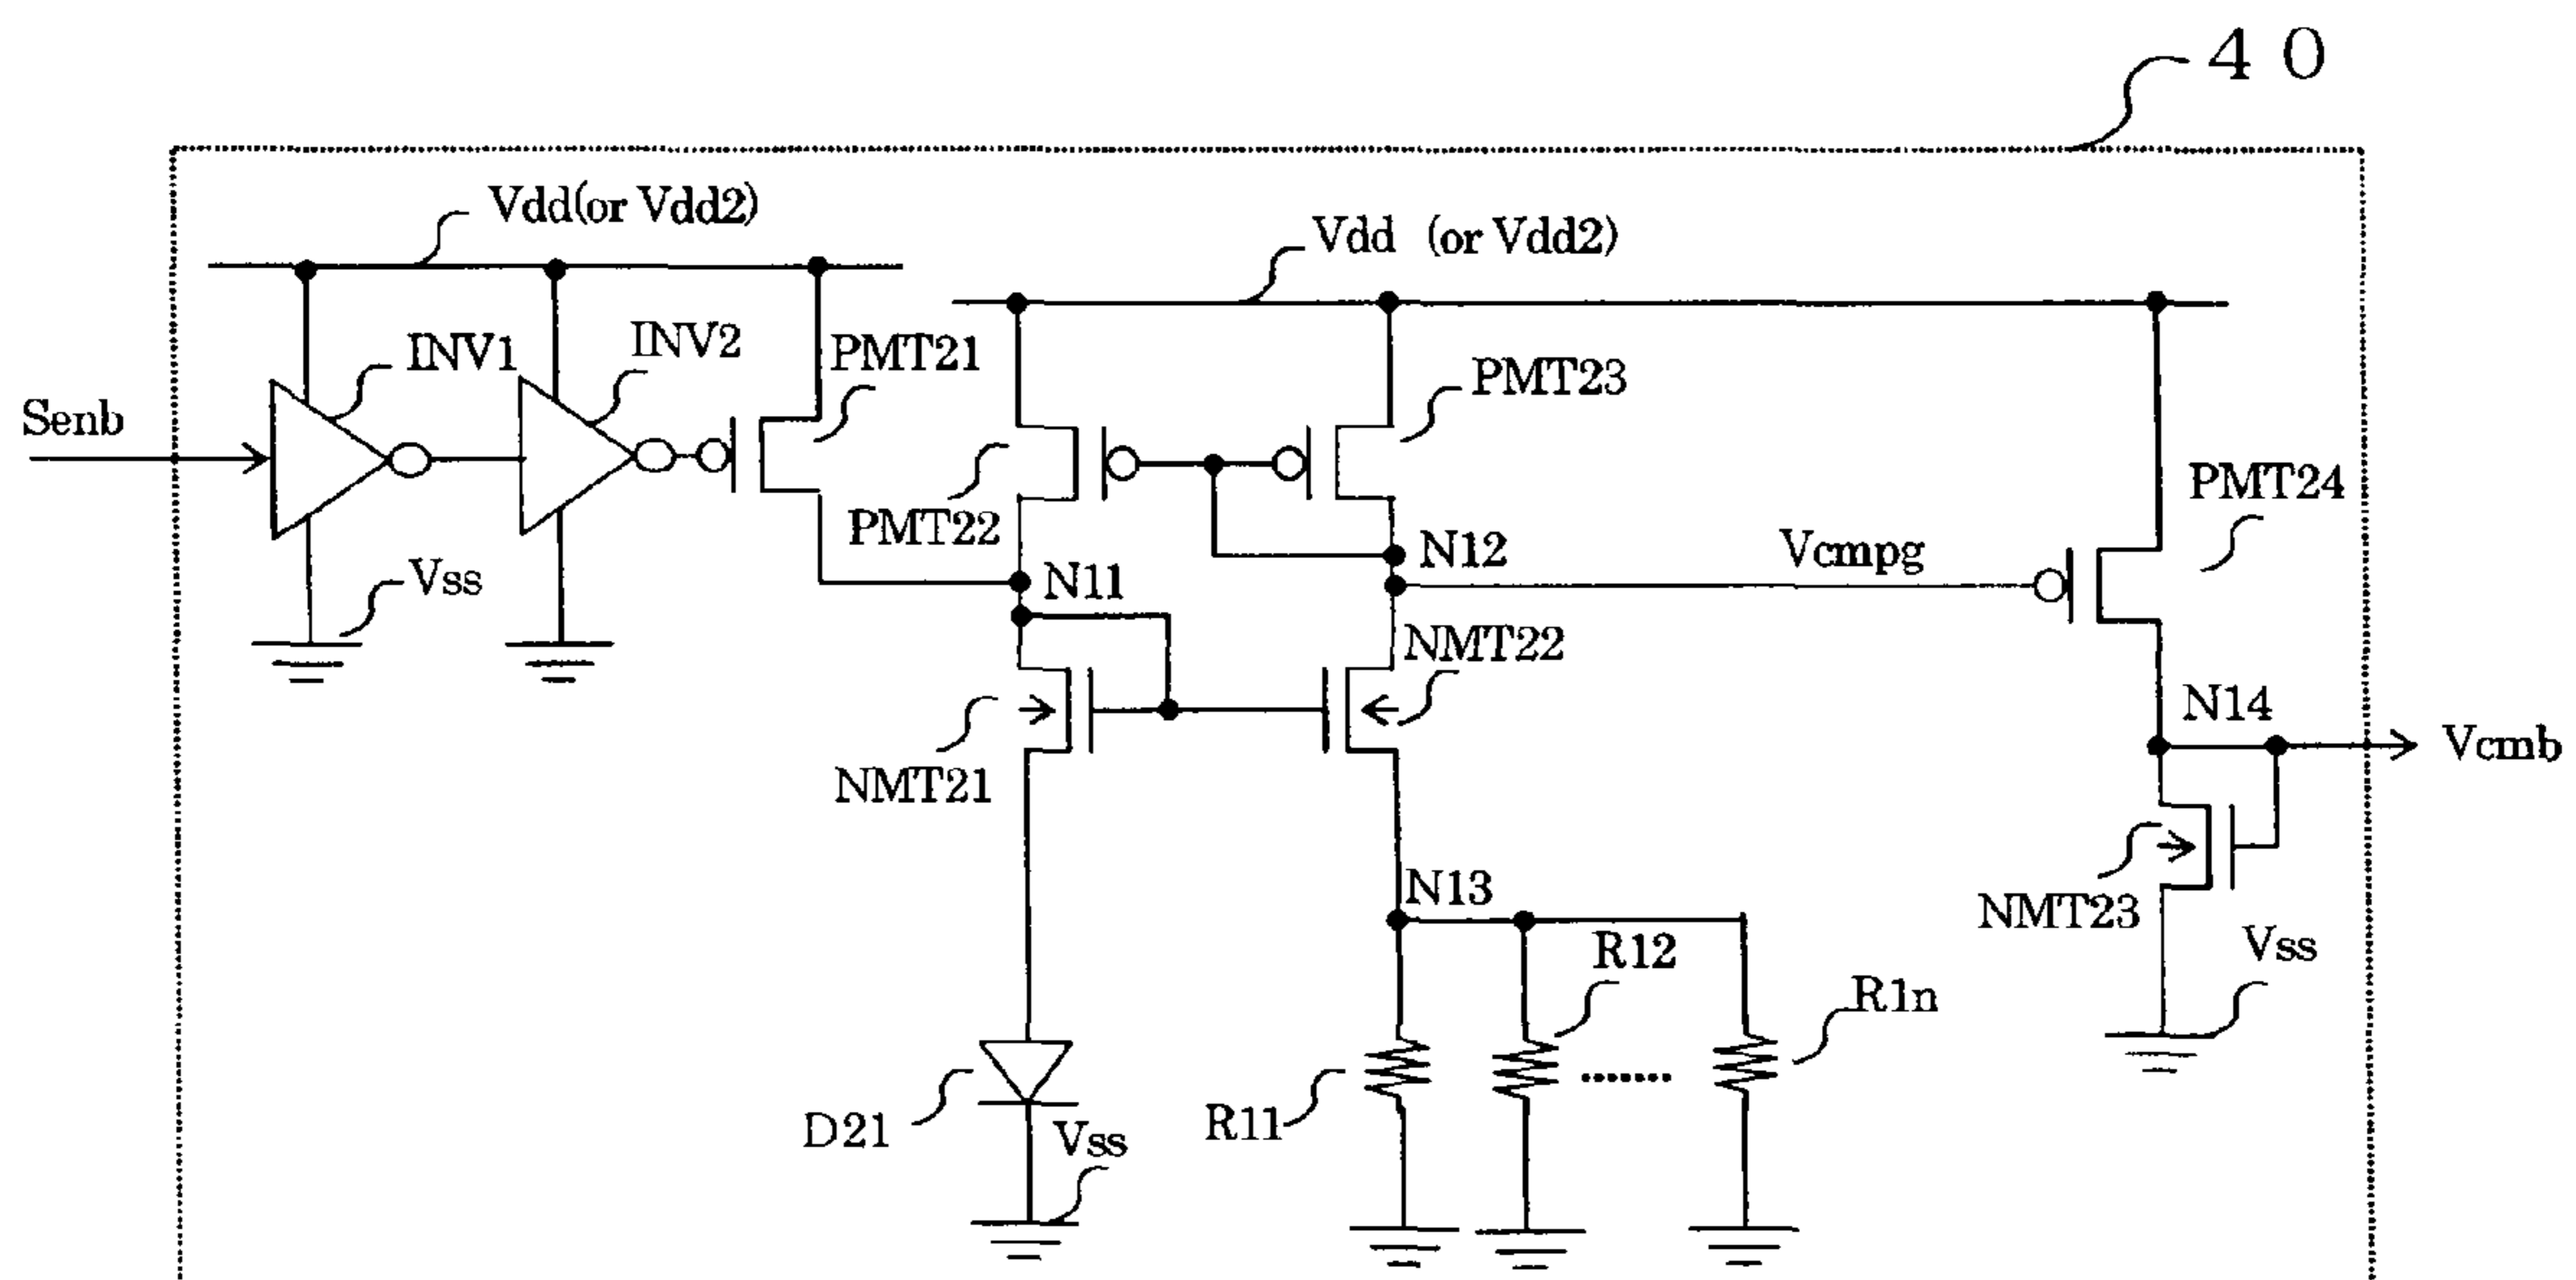 40
Vdd(or Vdd2)
Vdd (or Vdd2)
INV1
INV2
PMT21
PMT23
Senb
PMT22
PMT24
N12
Vcmpg
Vss
N11
NMT22
N14
Vcmb
NMT21
N13
NMT23
R12
Vss
R1n
D21
Vss
R11